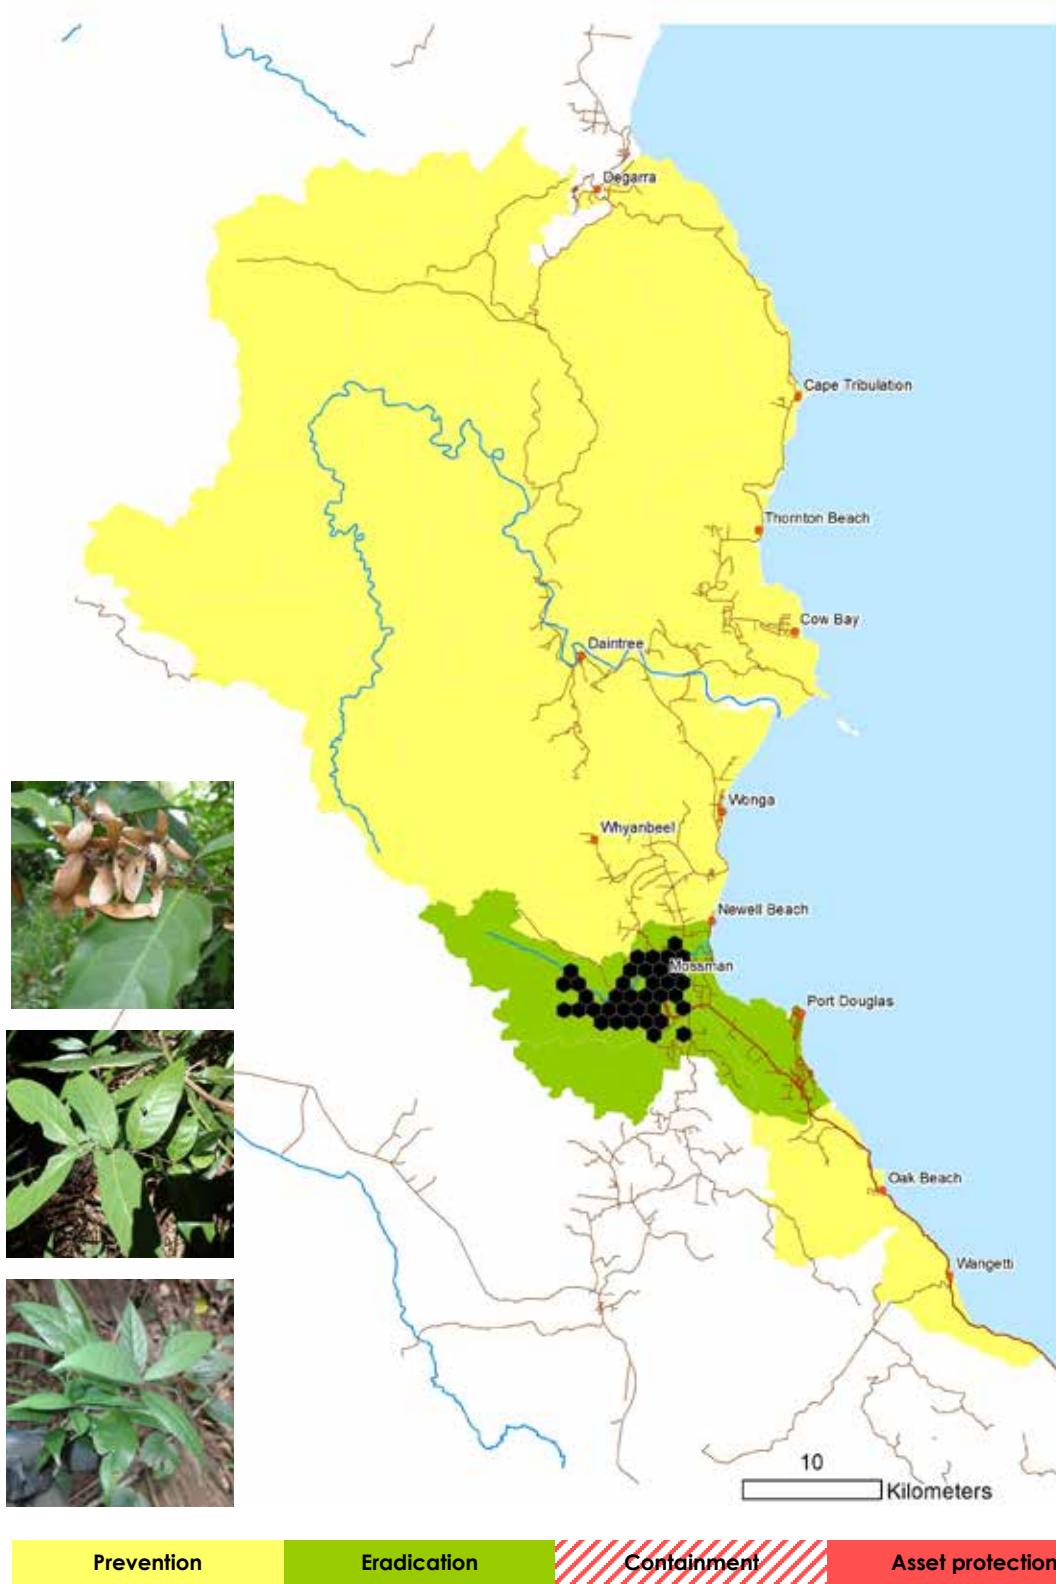 Degarra
Cape Tribulation
Thornton Beach
Cow Bay
Daintree
Wonga
Whyanbeel
Newell Beach
Mossman
Port Douglas
Oak Beach
Wangetti
10
Kilometers
Prevention Eradication Containment Asset protection